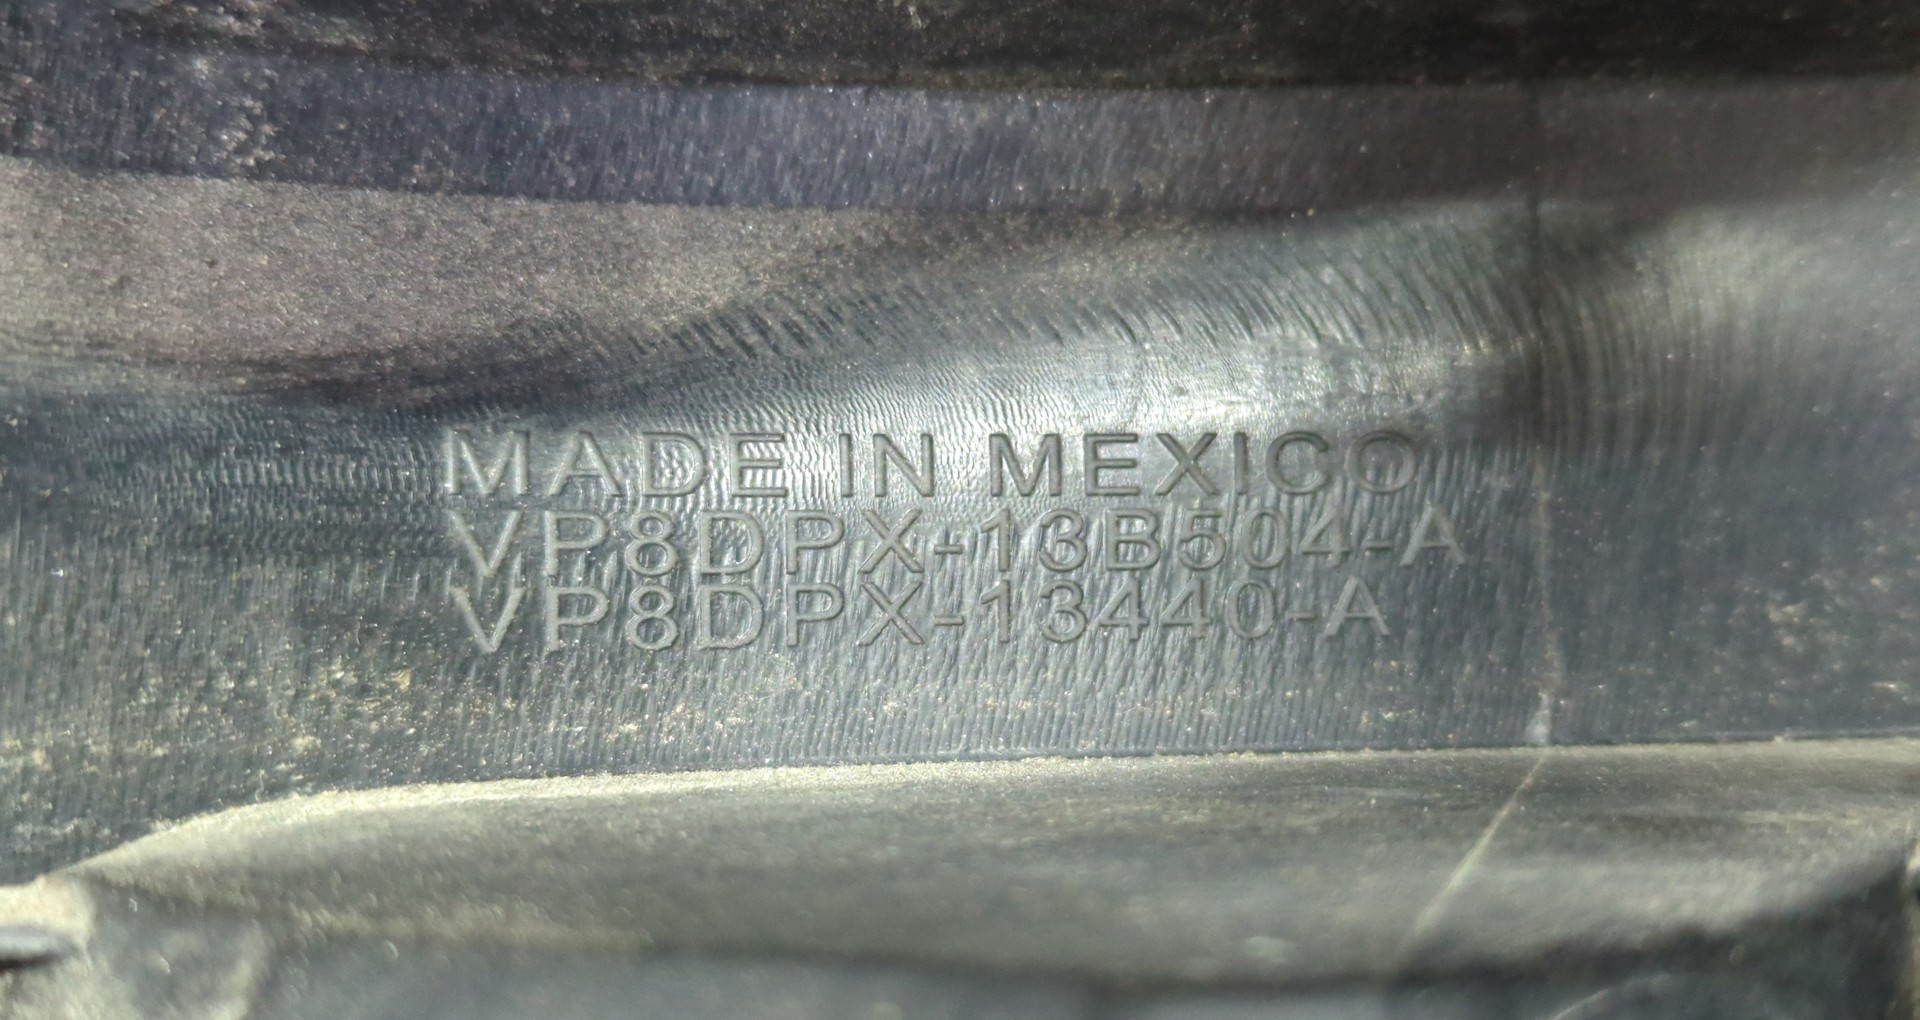 MADE IN MEXICO
VP8DPX-13B504-A
VP8DPX-13440-A